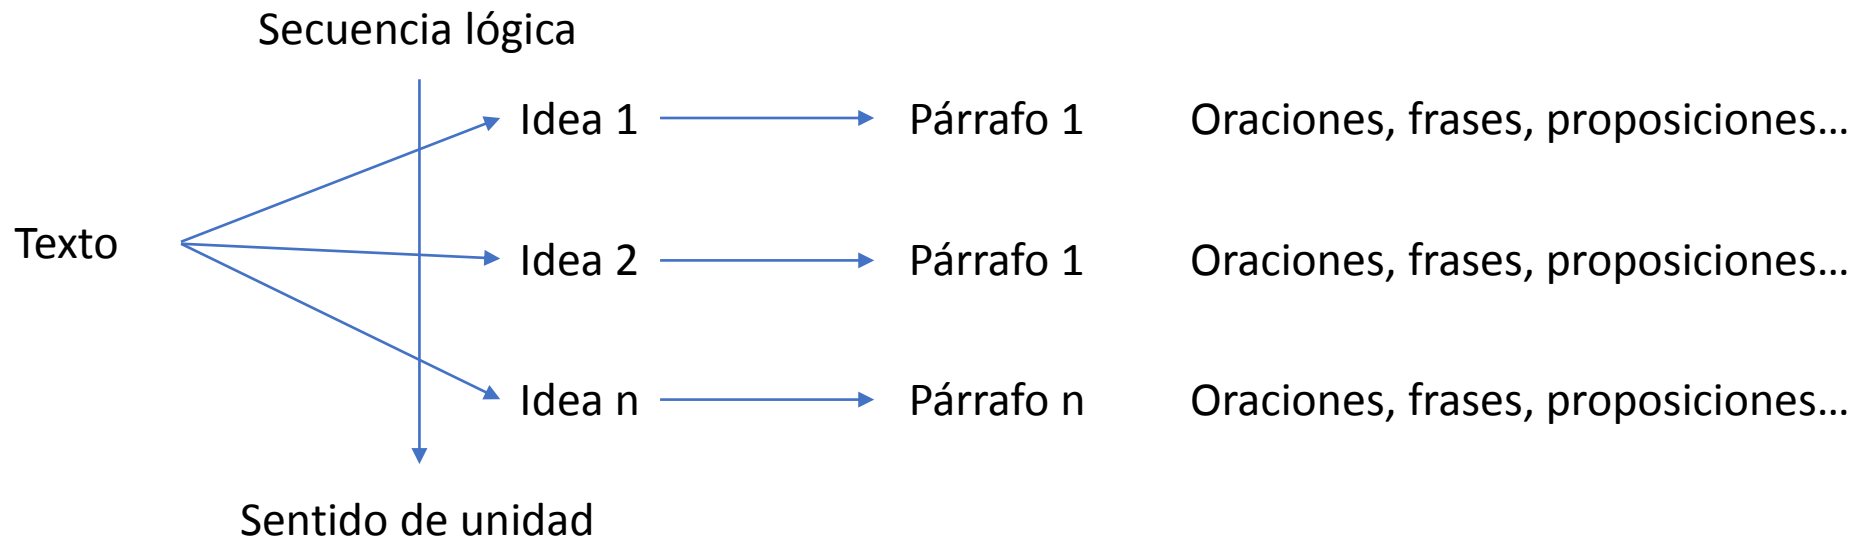 Secuencia lógica
Idea 1 Párrafo 1 Oraciones, frases, proposiciones...
Texto Idea 2 Párrafo 1 Oraciones, frases, proposiciones...
Idea n Párrafo n Oraciones, frases, proposiciones...
Sentido de unidad